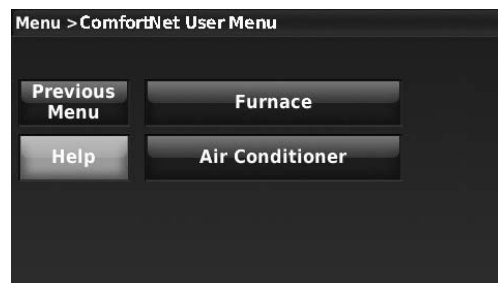 Menu > ComfortNet User Menu
Previous
Menu
Furnace
Help
Air Conditioner